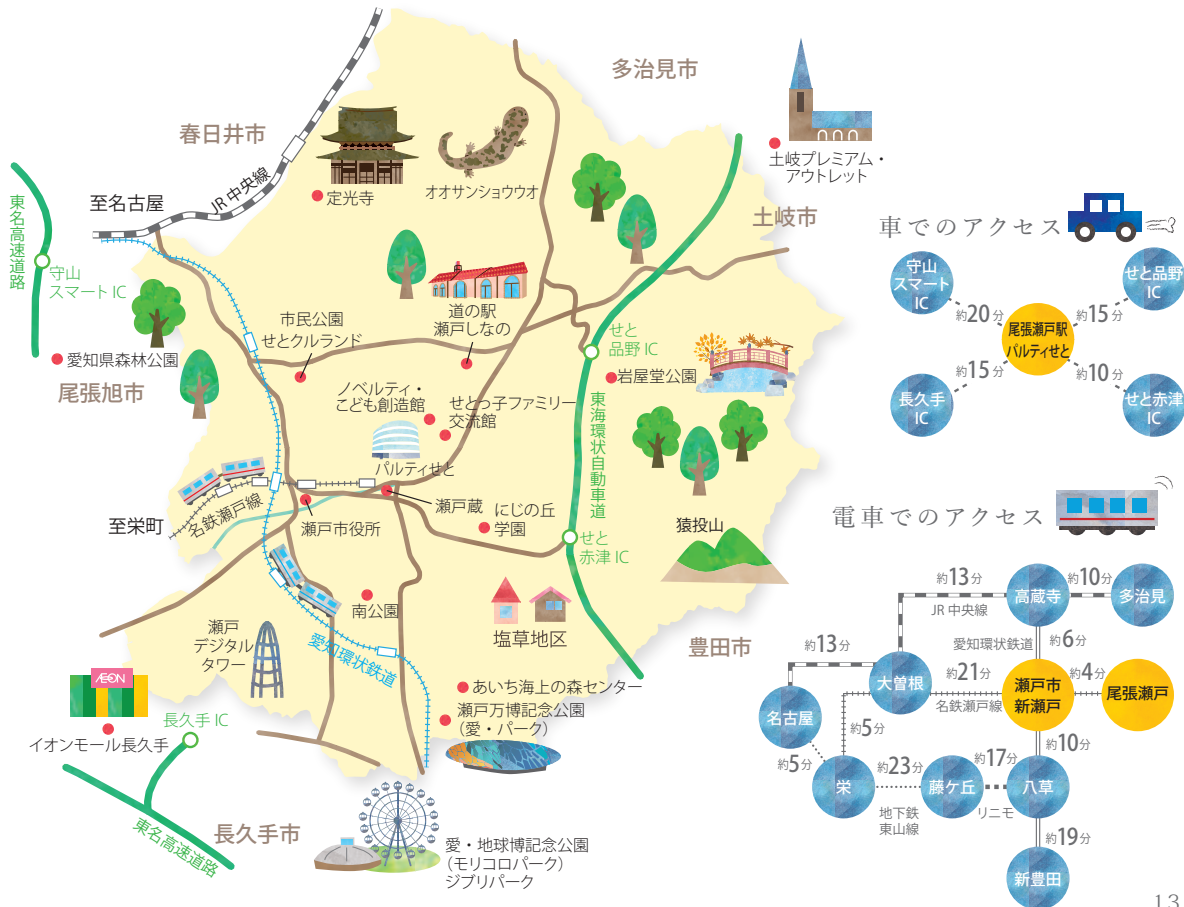 多治見市
春日井市
土岐プレミアム・
アウトレット
定光寺
オオサンショウウオ
JR 中央線
至名古屋
東名高速道路
守山
スマート IC
土岐市
道の駅
瀬戸しなの
市民公園
せとクルランド
せと
品野 IC
愛知県森林公園
尾張旭市
岩屋堂公園
ノベルティ・
こども創造館
せとっ子ファミリー
交流館
東海環状自動車道
パルティせと
名鉄瀬戸線
至栄町
瀬戸市役所
瀬戸蔵
にじの丘
学園
猿投山
せと
赤津 IC
南公園
塩草地区
瀬戸
デジタル
タワー
愛知環状鉄道
豊田市
ÆON
イオンモール長久手
長久手 IC
あいち海上の森センター
瀬戸万博記念公園
(愛・パーク)
東名高速道路
長久手市
愛・地球博記念公園
(モリコロパーク)
ジブリパーク
車でのアクセス
守山
スマート
IC
せと品野
IC
約20分
約15分
尾張瀬戸駅
パルティせと
約15分
約10分
長久手
IC
せと赤津
IC
電車でのアクセス
約13分
約10分
高蔵寺
多治見
JR 中央線
約13分
愛知環状鉄道
約6分
大曽根
約21分
名鉄瀬戸線
瀬戸市
新瀬戸
約4分
尾張瀬戸
名古屋
約5分
約10分
約5分
約23分
約17分
栄
藤ケ丘
八草
地下鉄
東山線
リニモ
約19分
新豊田
13